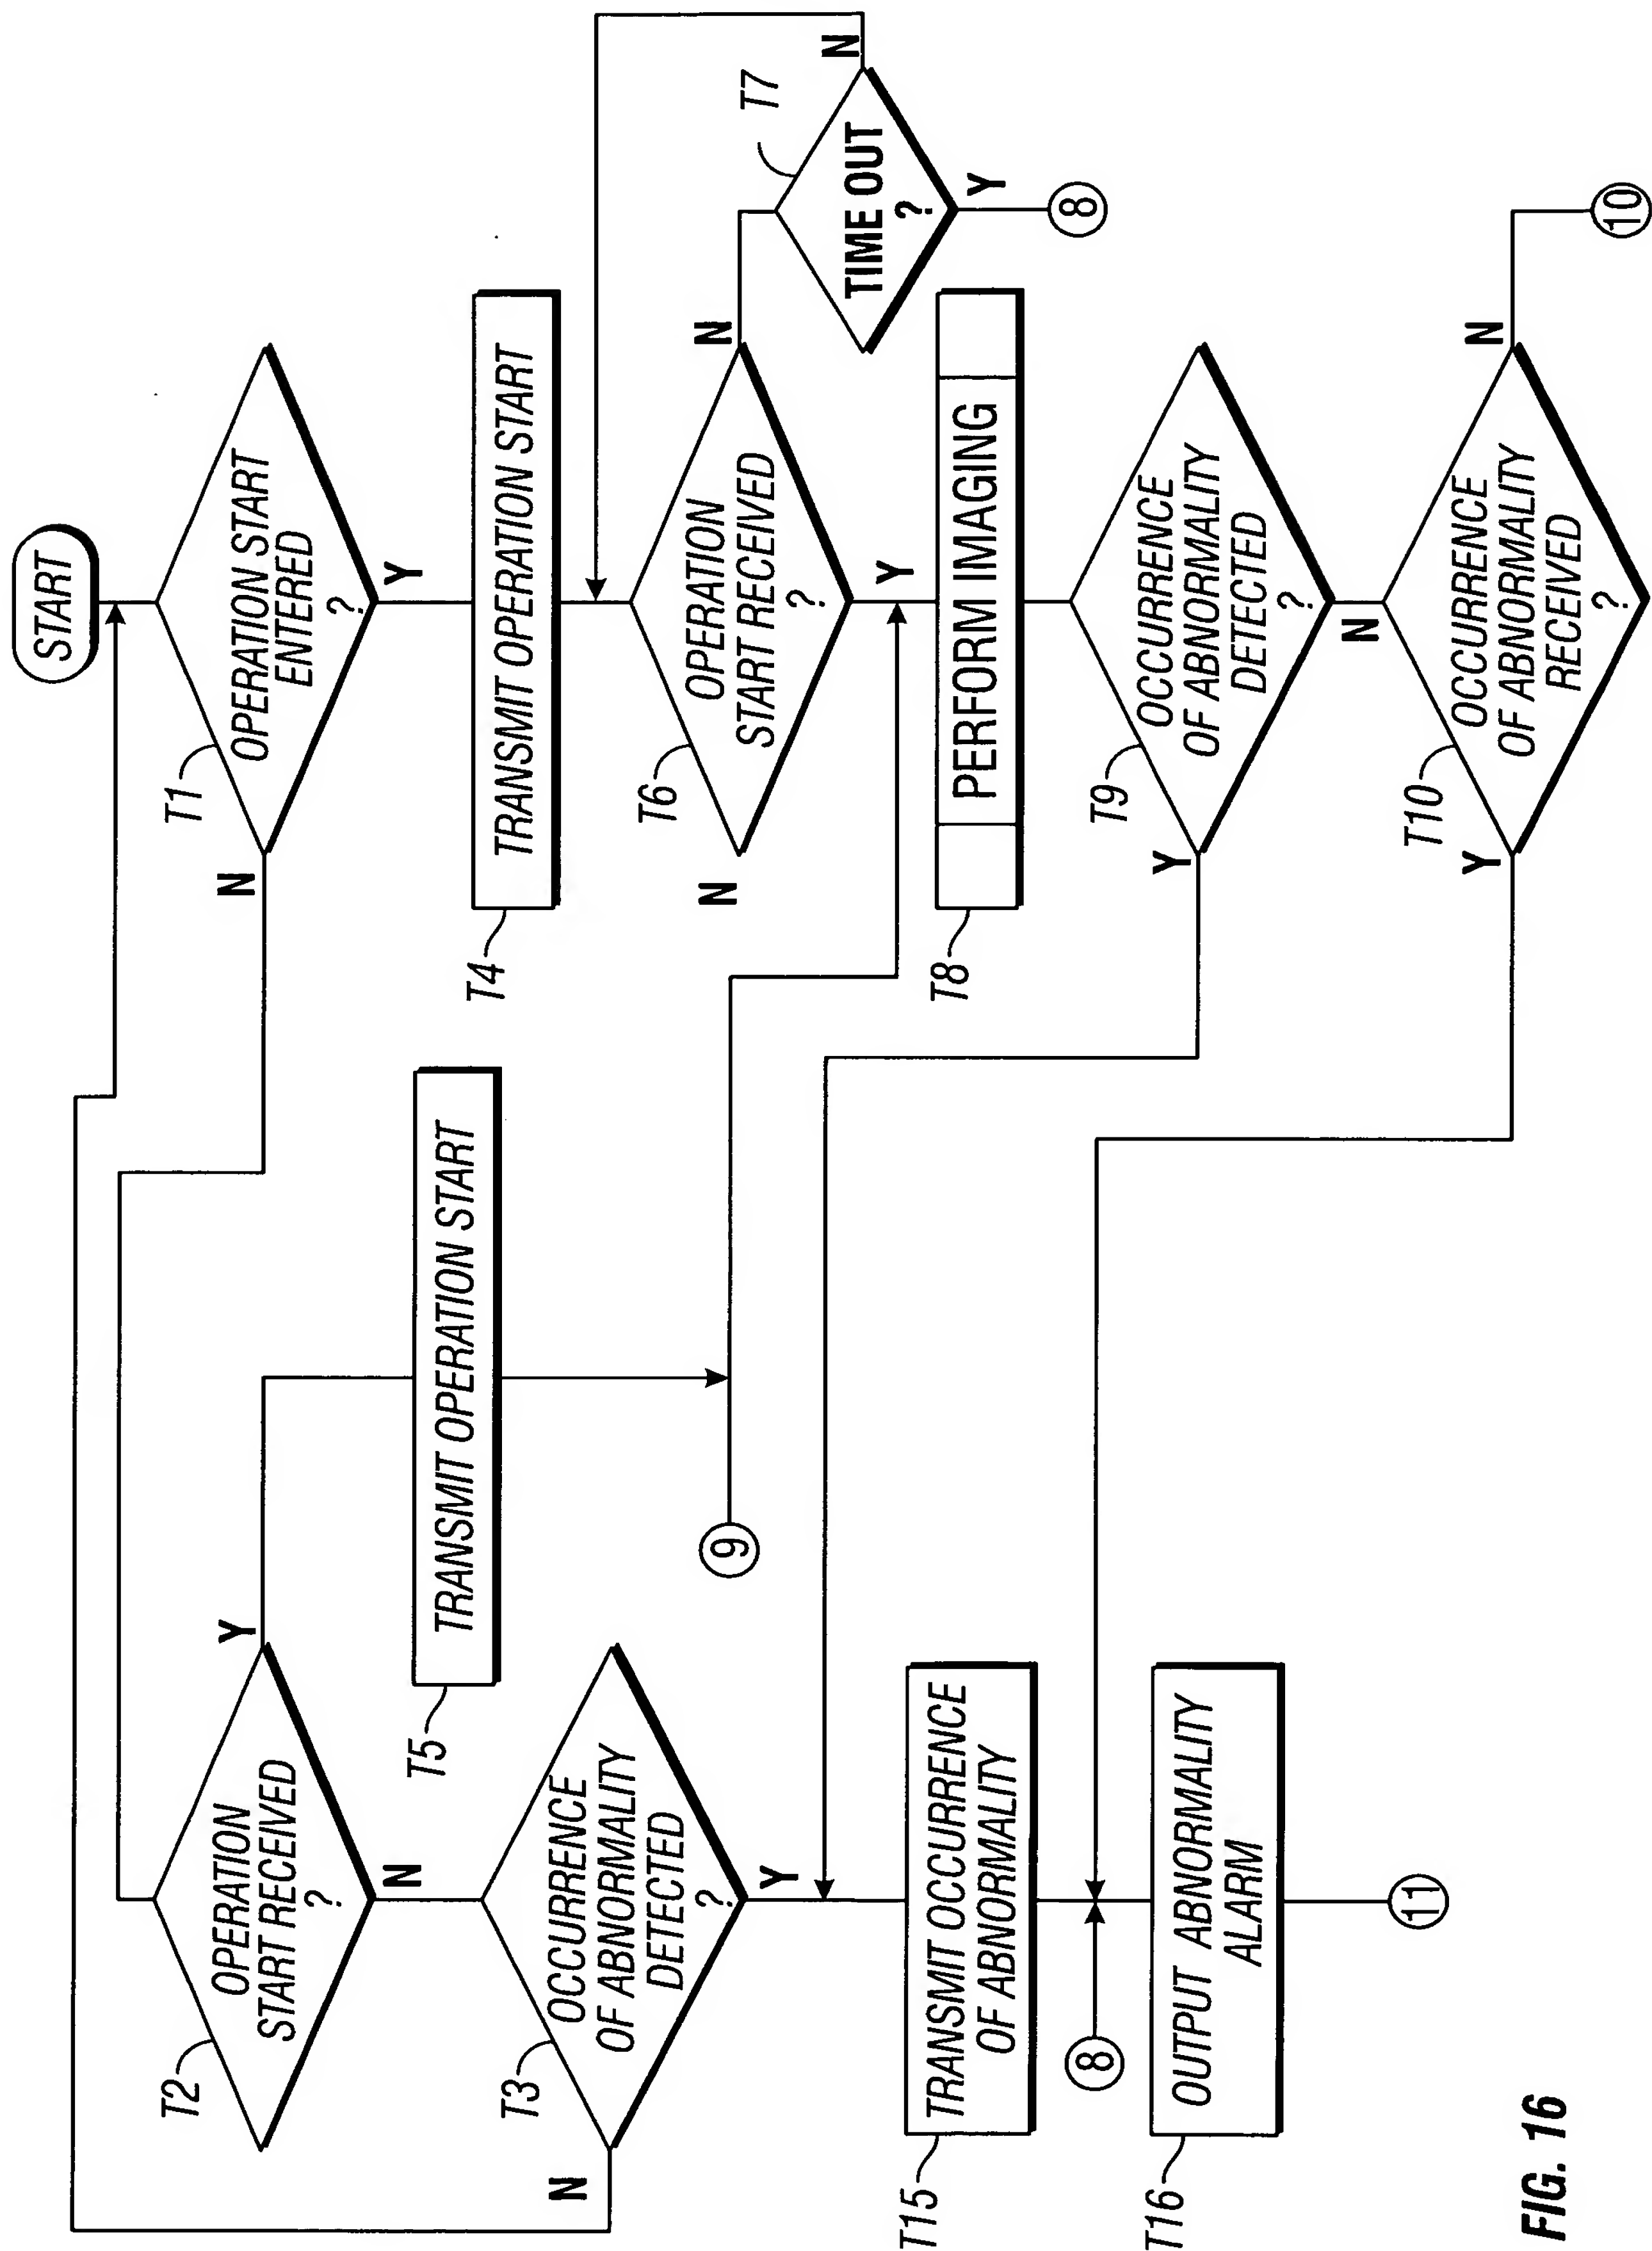 START
T1
OPERATION START
ENTERED
?
N
Y
T2
OPERATION
START RECEIVED
?
Y
N
T4
TRANSMIT OPERATION START
T5
TRANSMIT OPERATION START
T6
OPERATION
START RECEIVED
?
N
N
Y
T7
TIME OUT
?
N
Y
8
T3
OCCURRENCE
OF ABNORMALITY
DETECTED
?
N
Y
9
T8
PERFORM IMAGING
T9
OCCURRENCE
OF ABNORMALITY
DETECTED
?
Y
N
T15
TRANSMIT OCCURRENCE
OF ABNORMALITY
8
T10
OCCURRENCE
OF ABNORMALITY
RECEIVED
?
Y
N
10
T16
OUTPUT ABNORMALITY
ALARM
11
FIG. 16